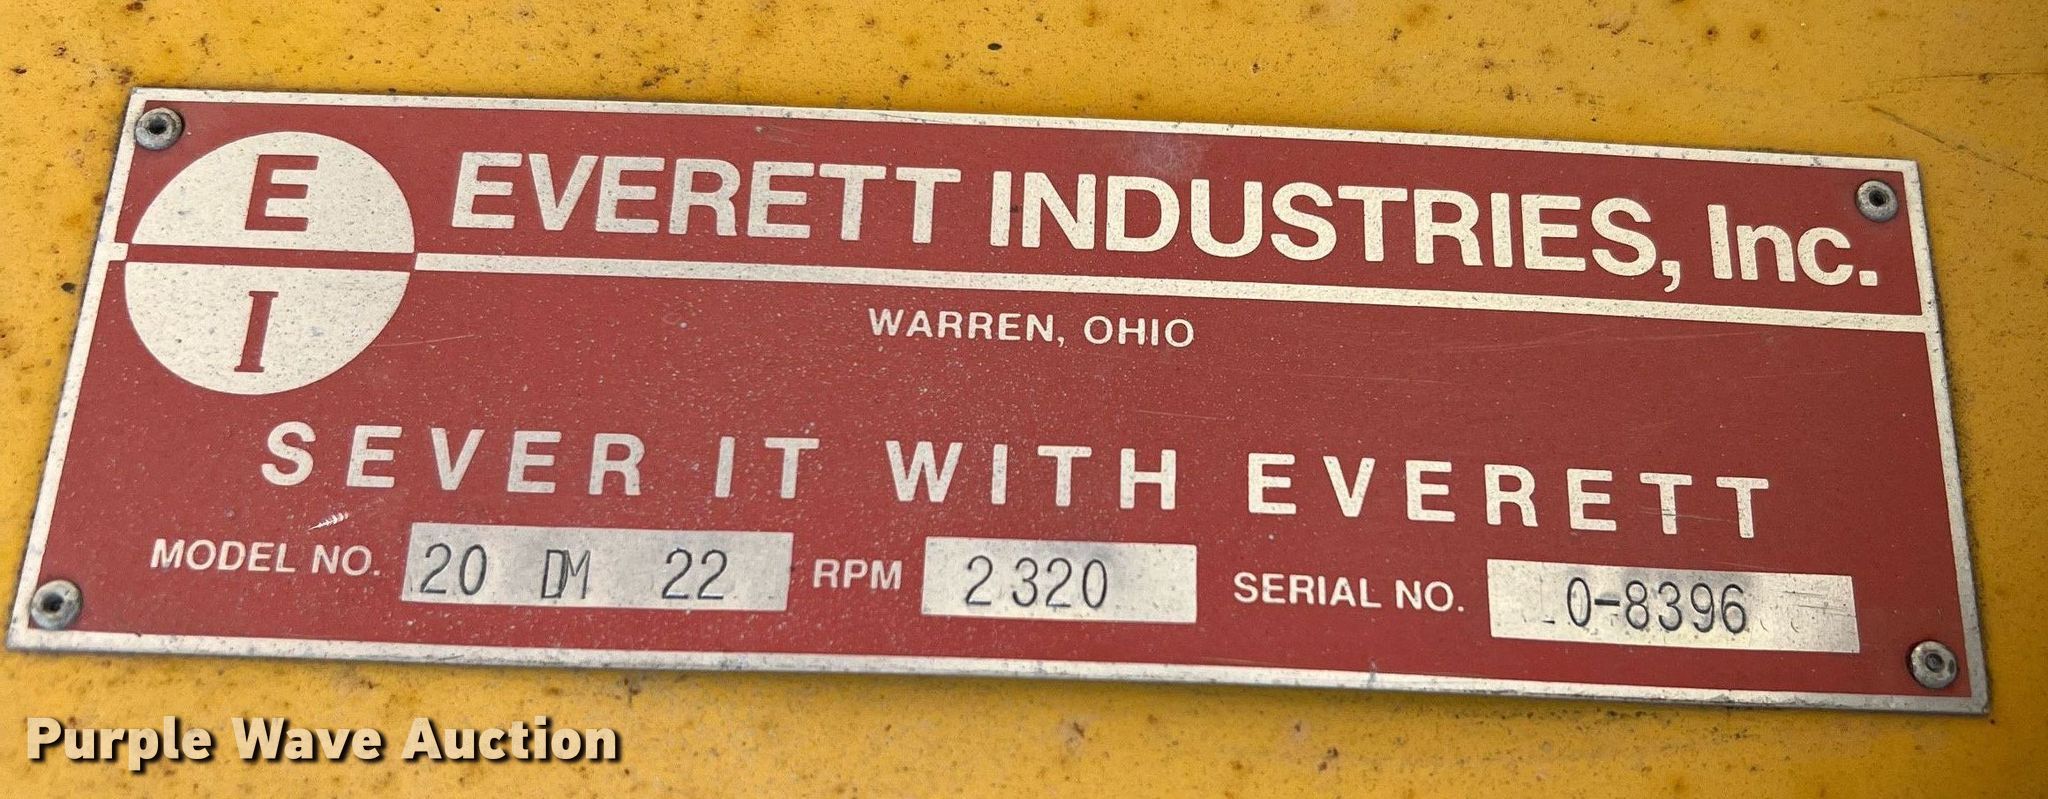 E
I
EVERETT INDUSTRIES, Inc.
WARREN, OHIO
SEVER IT WITH EVERETT
MODEL NO. 20 DM 22 RPM 2320 SERIAL NO. 0-8396
Purple Wave Auction